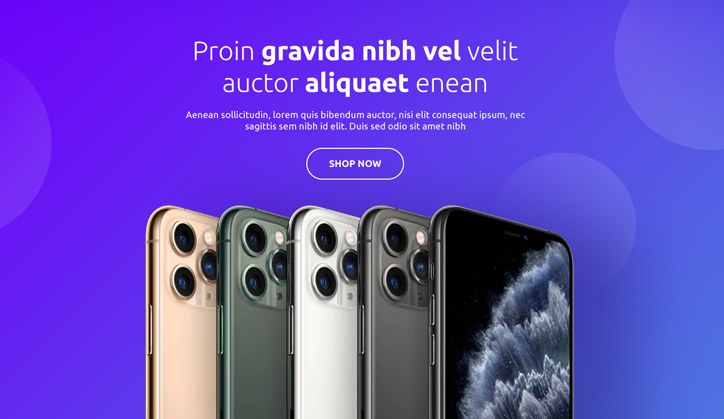 Proin gravida nibh vel velit
auctor aliquaet enean
Aenean sollicitudin, lorem quis bibendum auctor, nisi elit consequat ipsum, nec
sagittis sem nibh id elit. Duis sed odio sit amet nibh
SHOP NOW